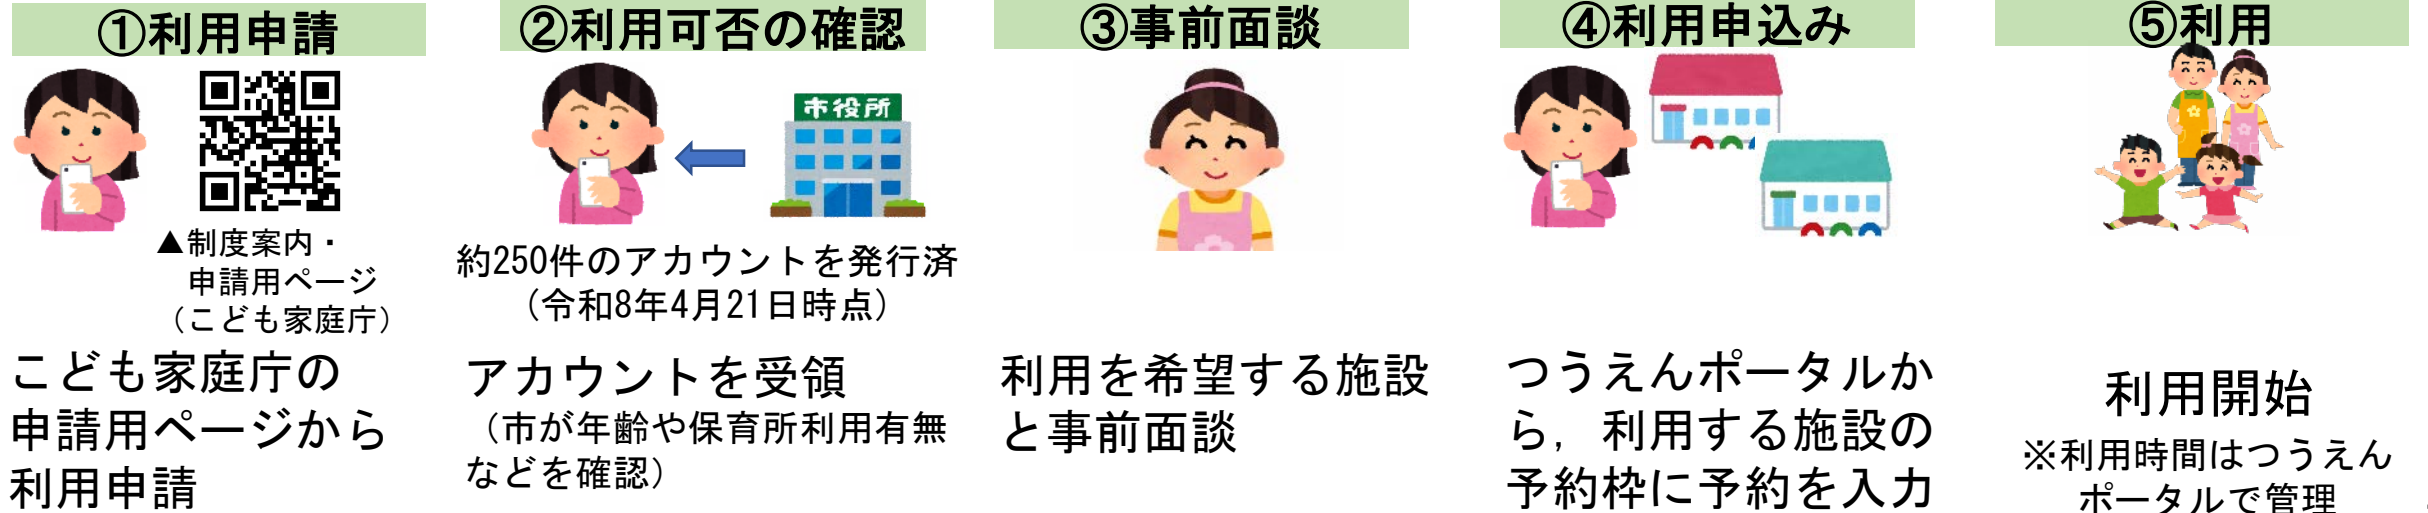 ①利用申請
▲制度案内・
申請用ページ
（こども家庭庁）
こども家庭庁の
申請用ページから
利用申請
②利用可否の確認
市役所
約250件のアカウントを発行済
（令和8年4月21日時点）
アカウントを受領
（市が年齢や保育所利用有無
などを確認）
③事前面談
利用を希望する施設
と事前面談
④利用申込み
つうえんポータルか
ら，利用する施設の
予約枠に予約を入力
⑤利用
利用開始
※利用時間はつうえん
ポータルで管理